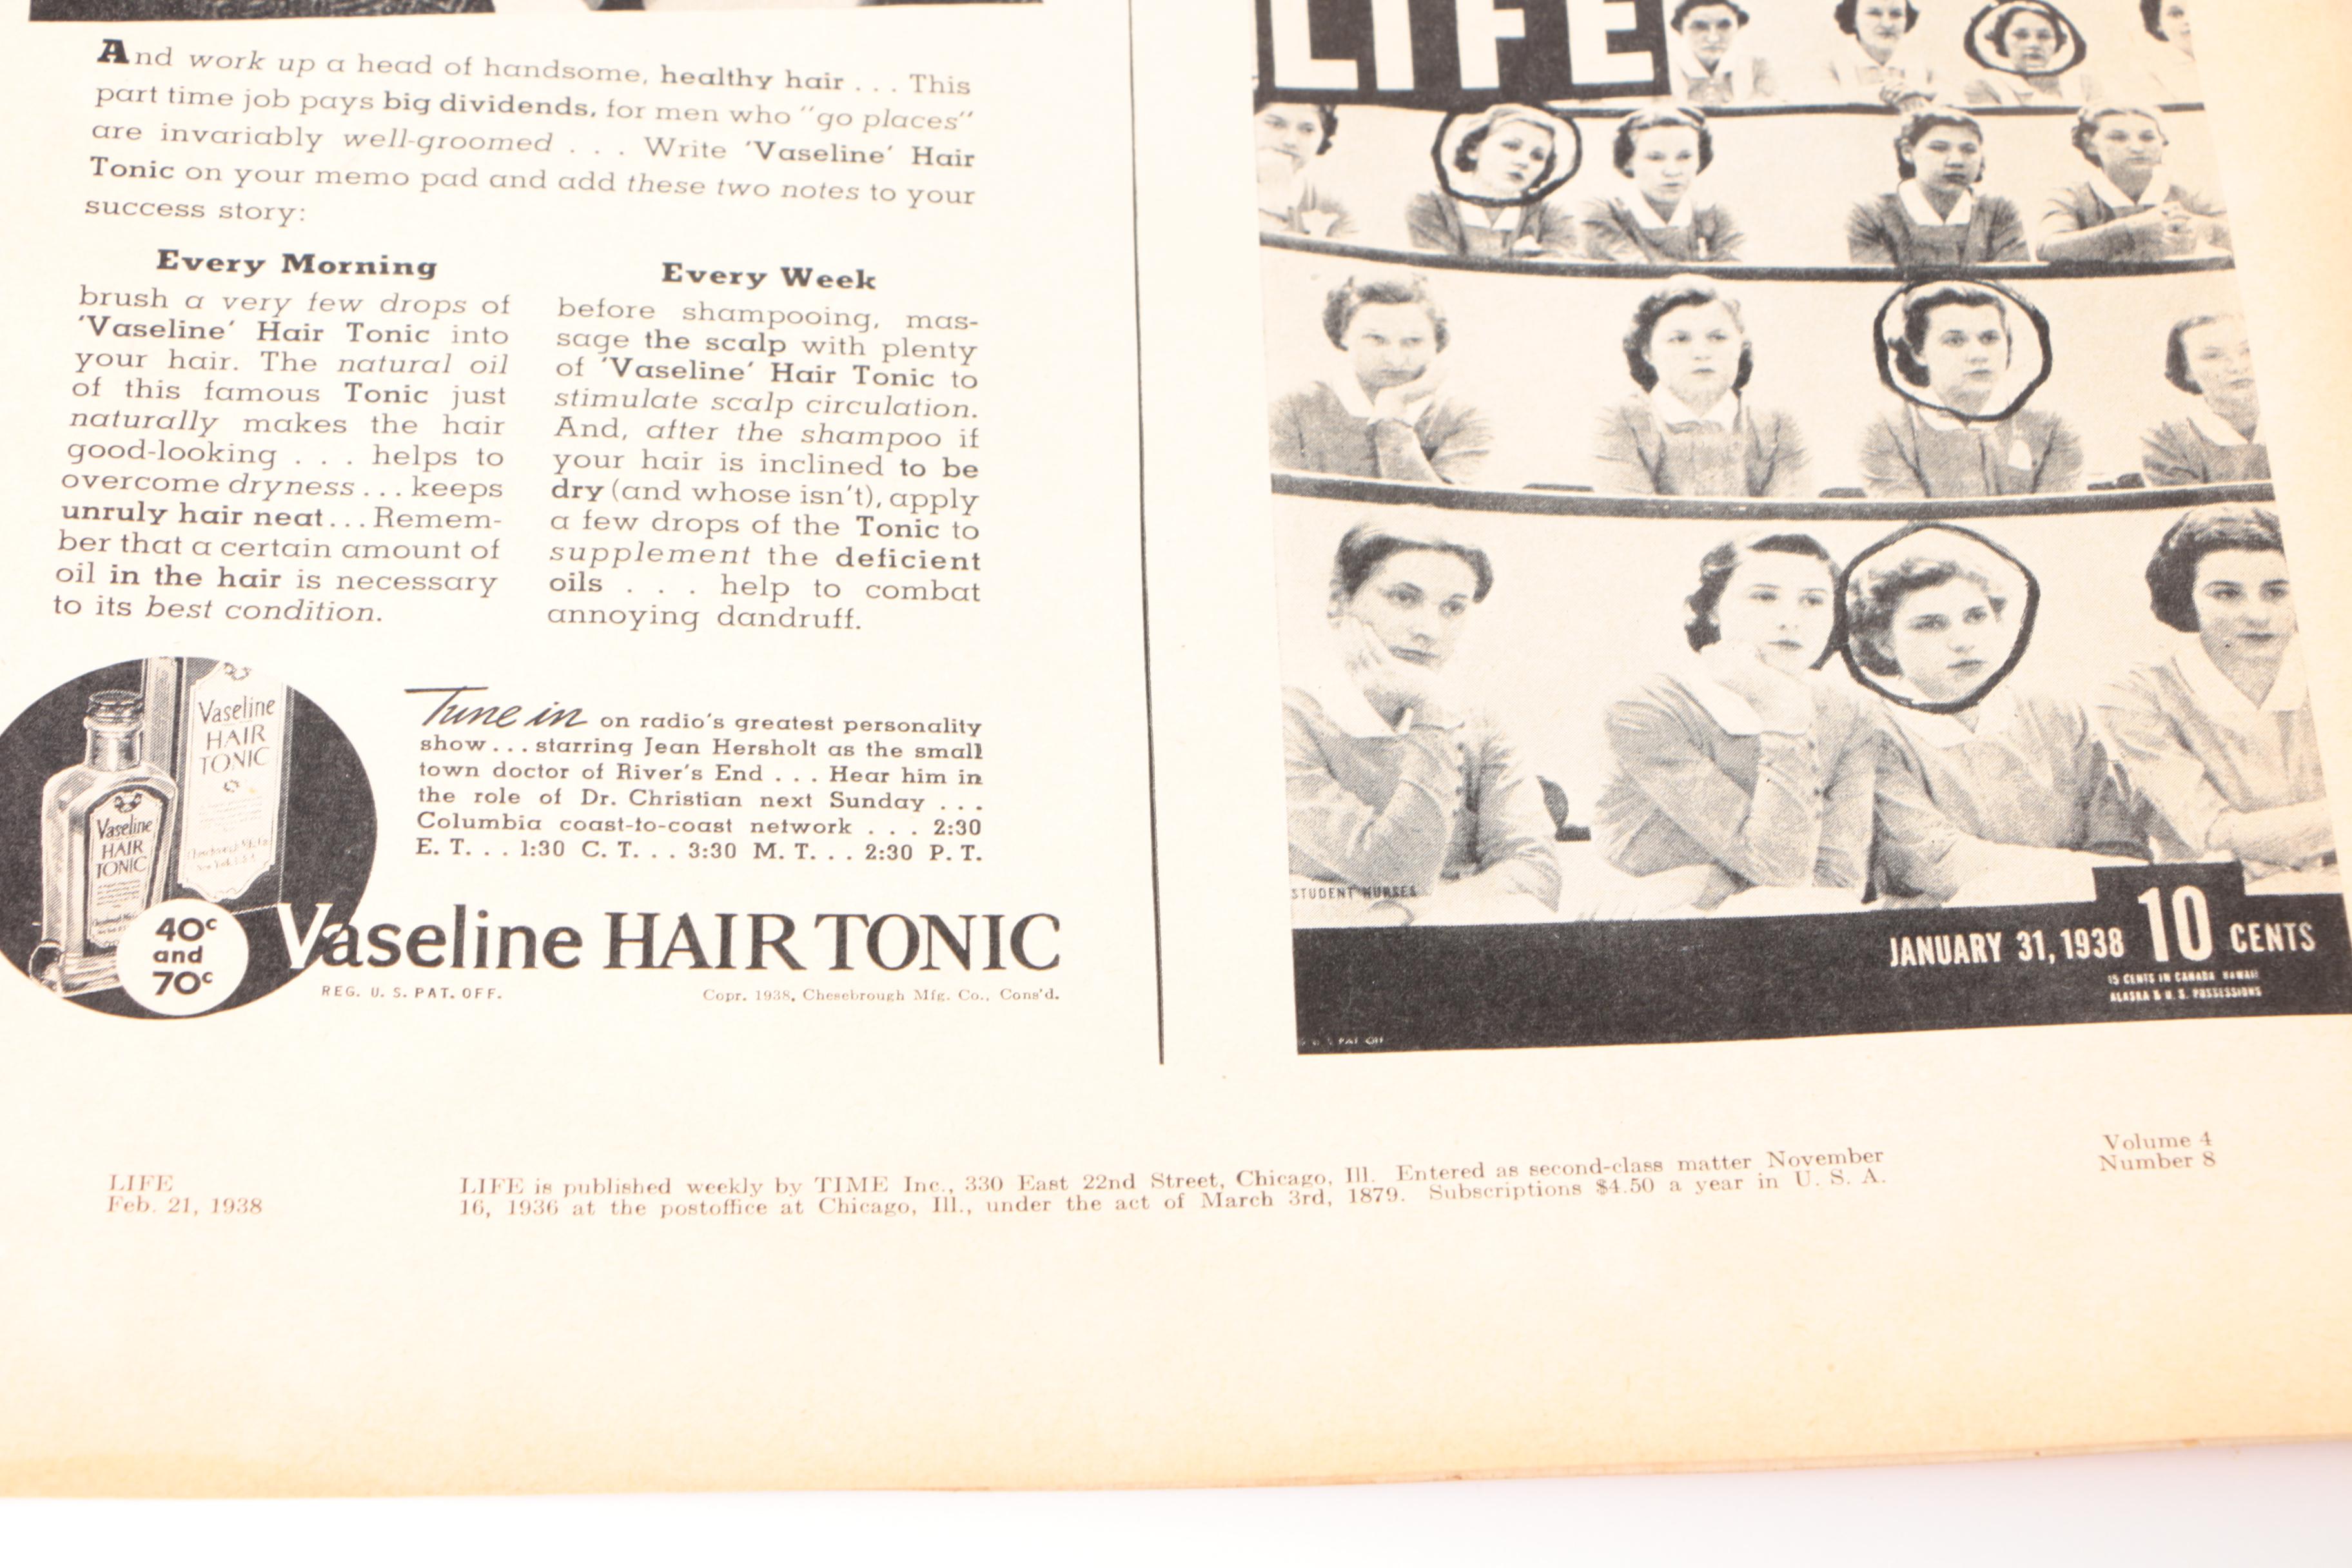 And work up a head of handsome, healthy hair . . . This
part time job pays big dividends, for men who "go places"
are invariably well-groomed . . . Write 'Vaseline' Hair
Tonic on your memo pad and add these two notes to your
success story:
Every Morning
brush a very few drops of
'Vaseline' Hair Tonic into
your hair. The natural oil
of this famous Tonic just
naturally makes the hair
good-looking . . . helps to
overcome dryness . . . keeps
unruly hair neat . . . Remem-
ber that a certain amount of
oil in the hair is necessary
to its best condition.
Every Week
before shampooing, mas-
sage the scalp with plenty
of 'Vaseline' Hair Tonic to
stimulate scalp circulation.
And, after the shampoo if
your hair is inclined to be
dry (and whose isn't), apply
a few drops of the Tonic to
supplement the deficient
oils . . . help to combat
annoying dandruff.
Vaseline
HAIR
TONIC
Vaseline
HAIR
TONIC
40c
and
70c
Tune in on radio's greatest personality
show . . . starring Jean Hersholt as the small
town doctor of River's End . . . Hear him in
the role of Dr. Christian next Sunday . . .
Columbia coast-to-coast network . . . 2:30
E. T. . . 1:30 C. T. . . 3:30 M. T. . . 2:30 P. T.
Vaseline HAIR TONIC
REG. U. S. PAT. OFF.
Copr. 1938, Chesebrough Mfg. Co., Cons'd.
LIFE
STUDENT NURSES
JANUARY 31, 1938 10 CENTS
15 CENTS IN CANADA HAWAII
ALASKA & U. S. POSSESSIONS
PAT OFF
LIFE
Feb. 21, 1938
LIFE is published weekly by TIME Inc., 330 East 22nd Street, Chicago, Ill. Entered as second-class matter November
16, 1936 at the postoffice at Chicago, Ill., under the act of March 3rd, 1879. Subscriptions $4.50 a year in U. S. A.
Volume 4
Number 8